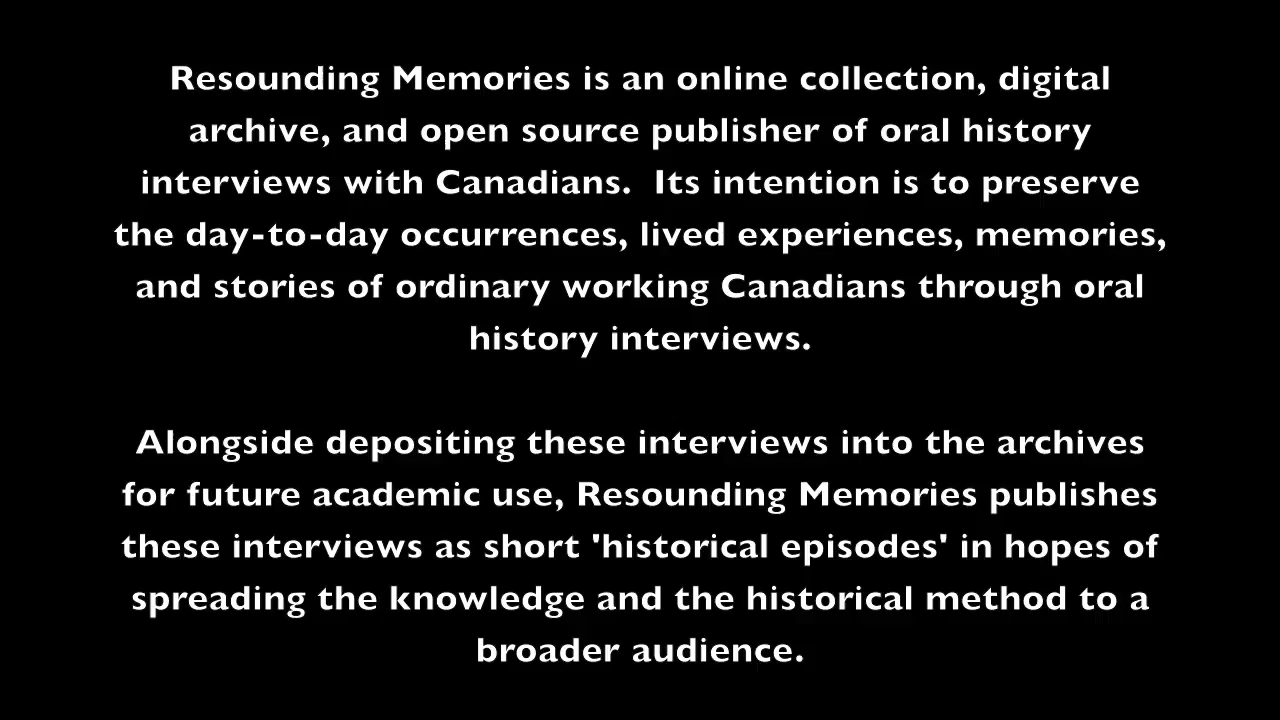 Resounding Memories is an online collection, digital
archive, and open source publisher of oral history
interviews with Canadians.  Its intention is to preserve
the day-to-day occurrences, lived experiences, memories,
and stories of ordinary working Canadians through oral
history interviews.
Alongside depositing these interviews into the archives
for future academic use, Resounding Memories publishes
these interviews as short 'historical episodes' in hopes of
spreading the knowledge and the historical method to a
broader audience.